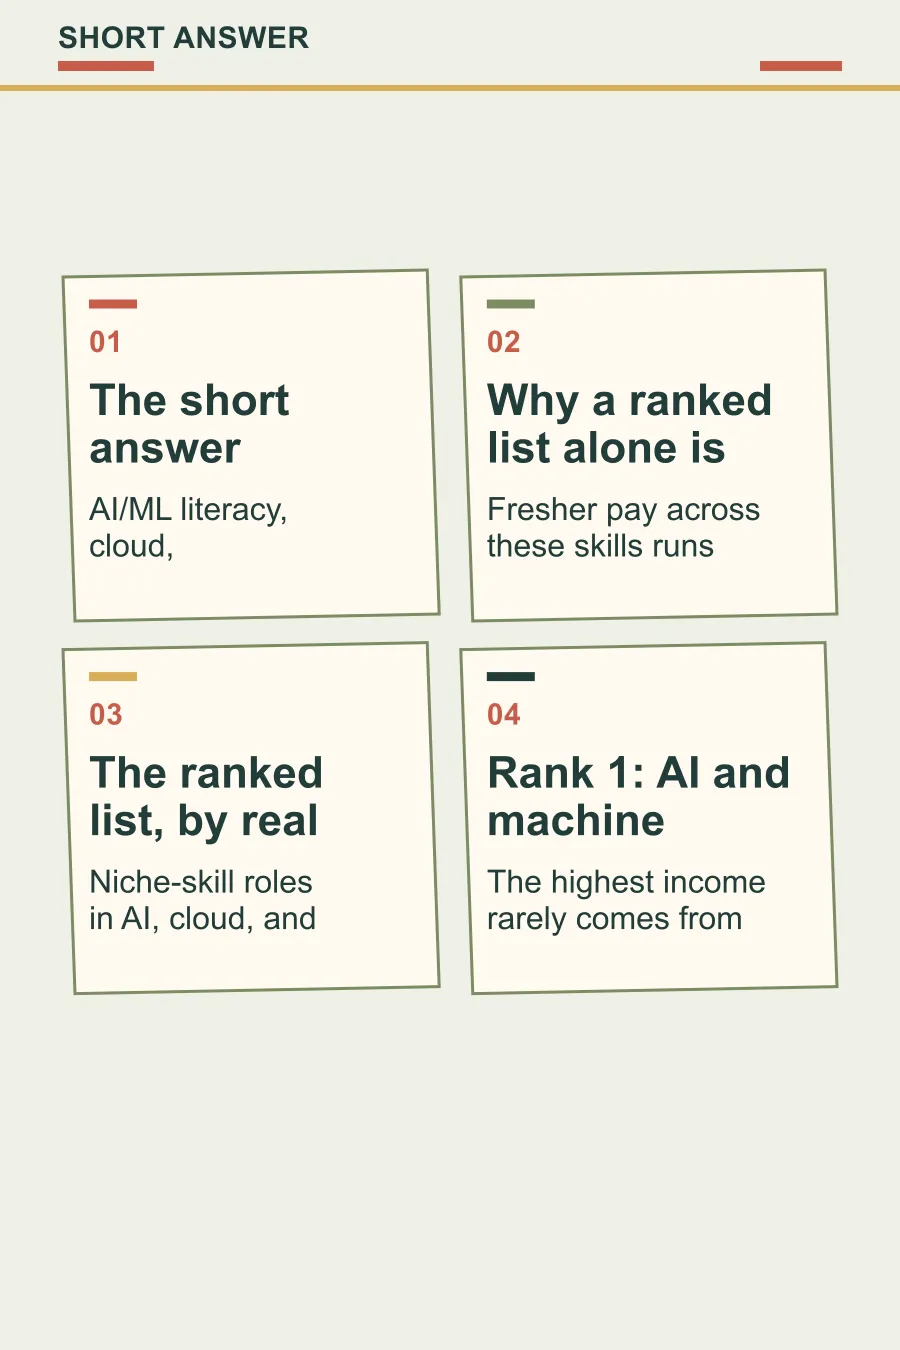 SHORT ANSWER
01
The short
answer
AI/ML literacy,
cloud,
02
Why a ranked
list alone is
Fresher pay across
these skills runs
03
The ranked
list, by real
Niche-skill roles
in AI, cloud, and
04
Rank 1: AI and
machine
The highest income
rarely comes from